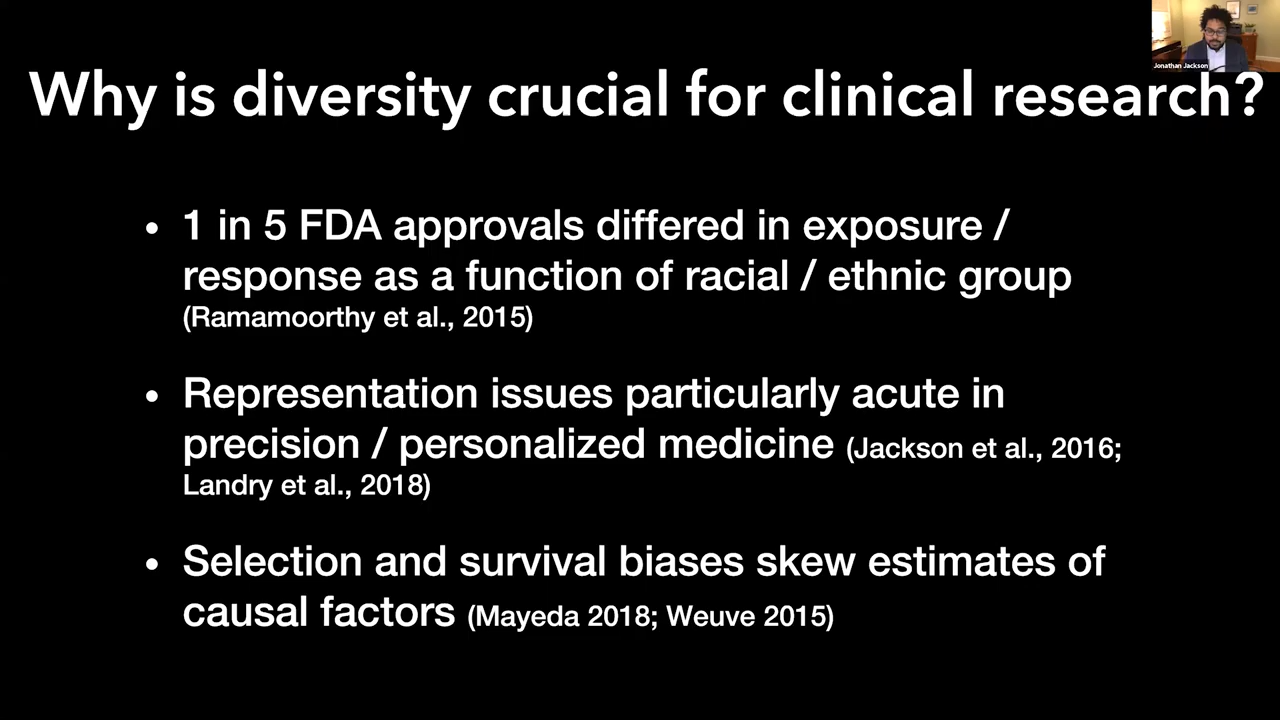 Jonathan Jackson
Why is diversity crucial for clinical research?
• 1 in 5 FDA approvals differed in exposure /
response as a function of racial / ethnic group
(Ramamoorthy et al., 2015)
• Representation issues particularly acute in
precision / personalized medicine (Jackson et al., 2016;
Landry et al., 2018)
• Selection and survival biases skew estimates of
causal factors (Mayeda 2018; Weuve 2015)